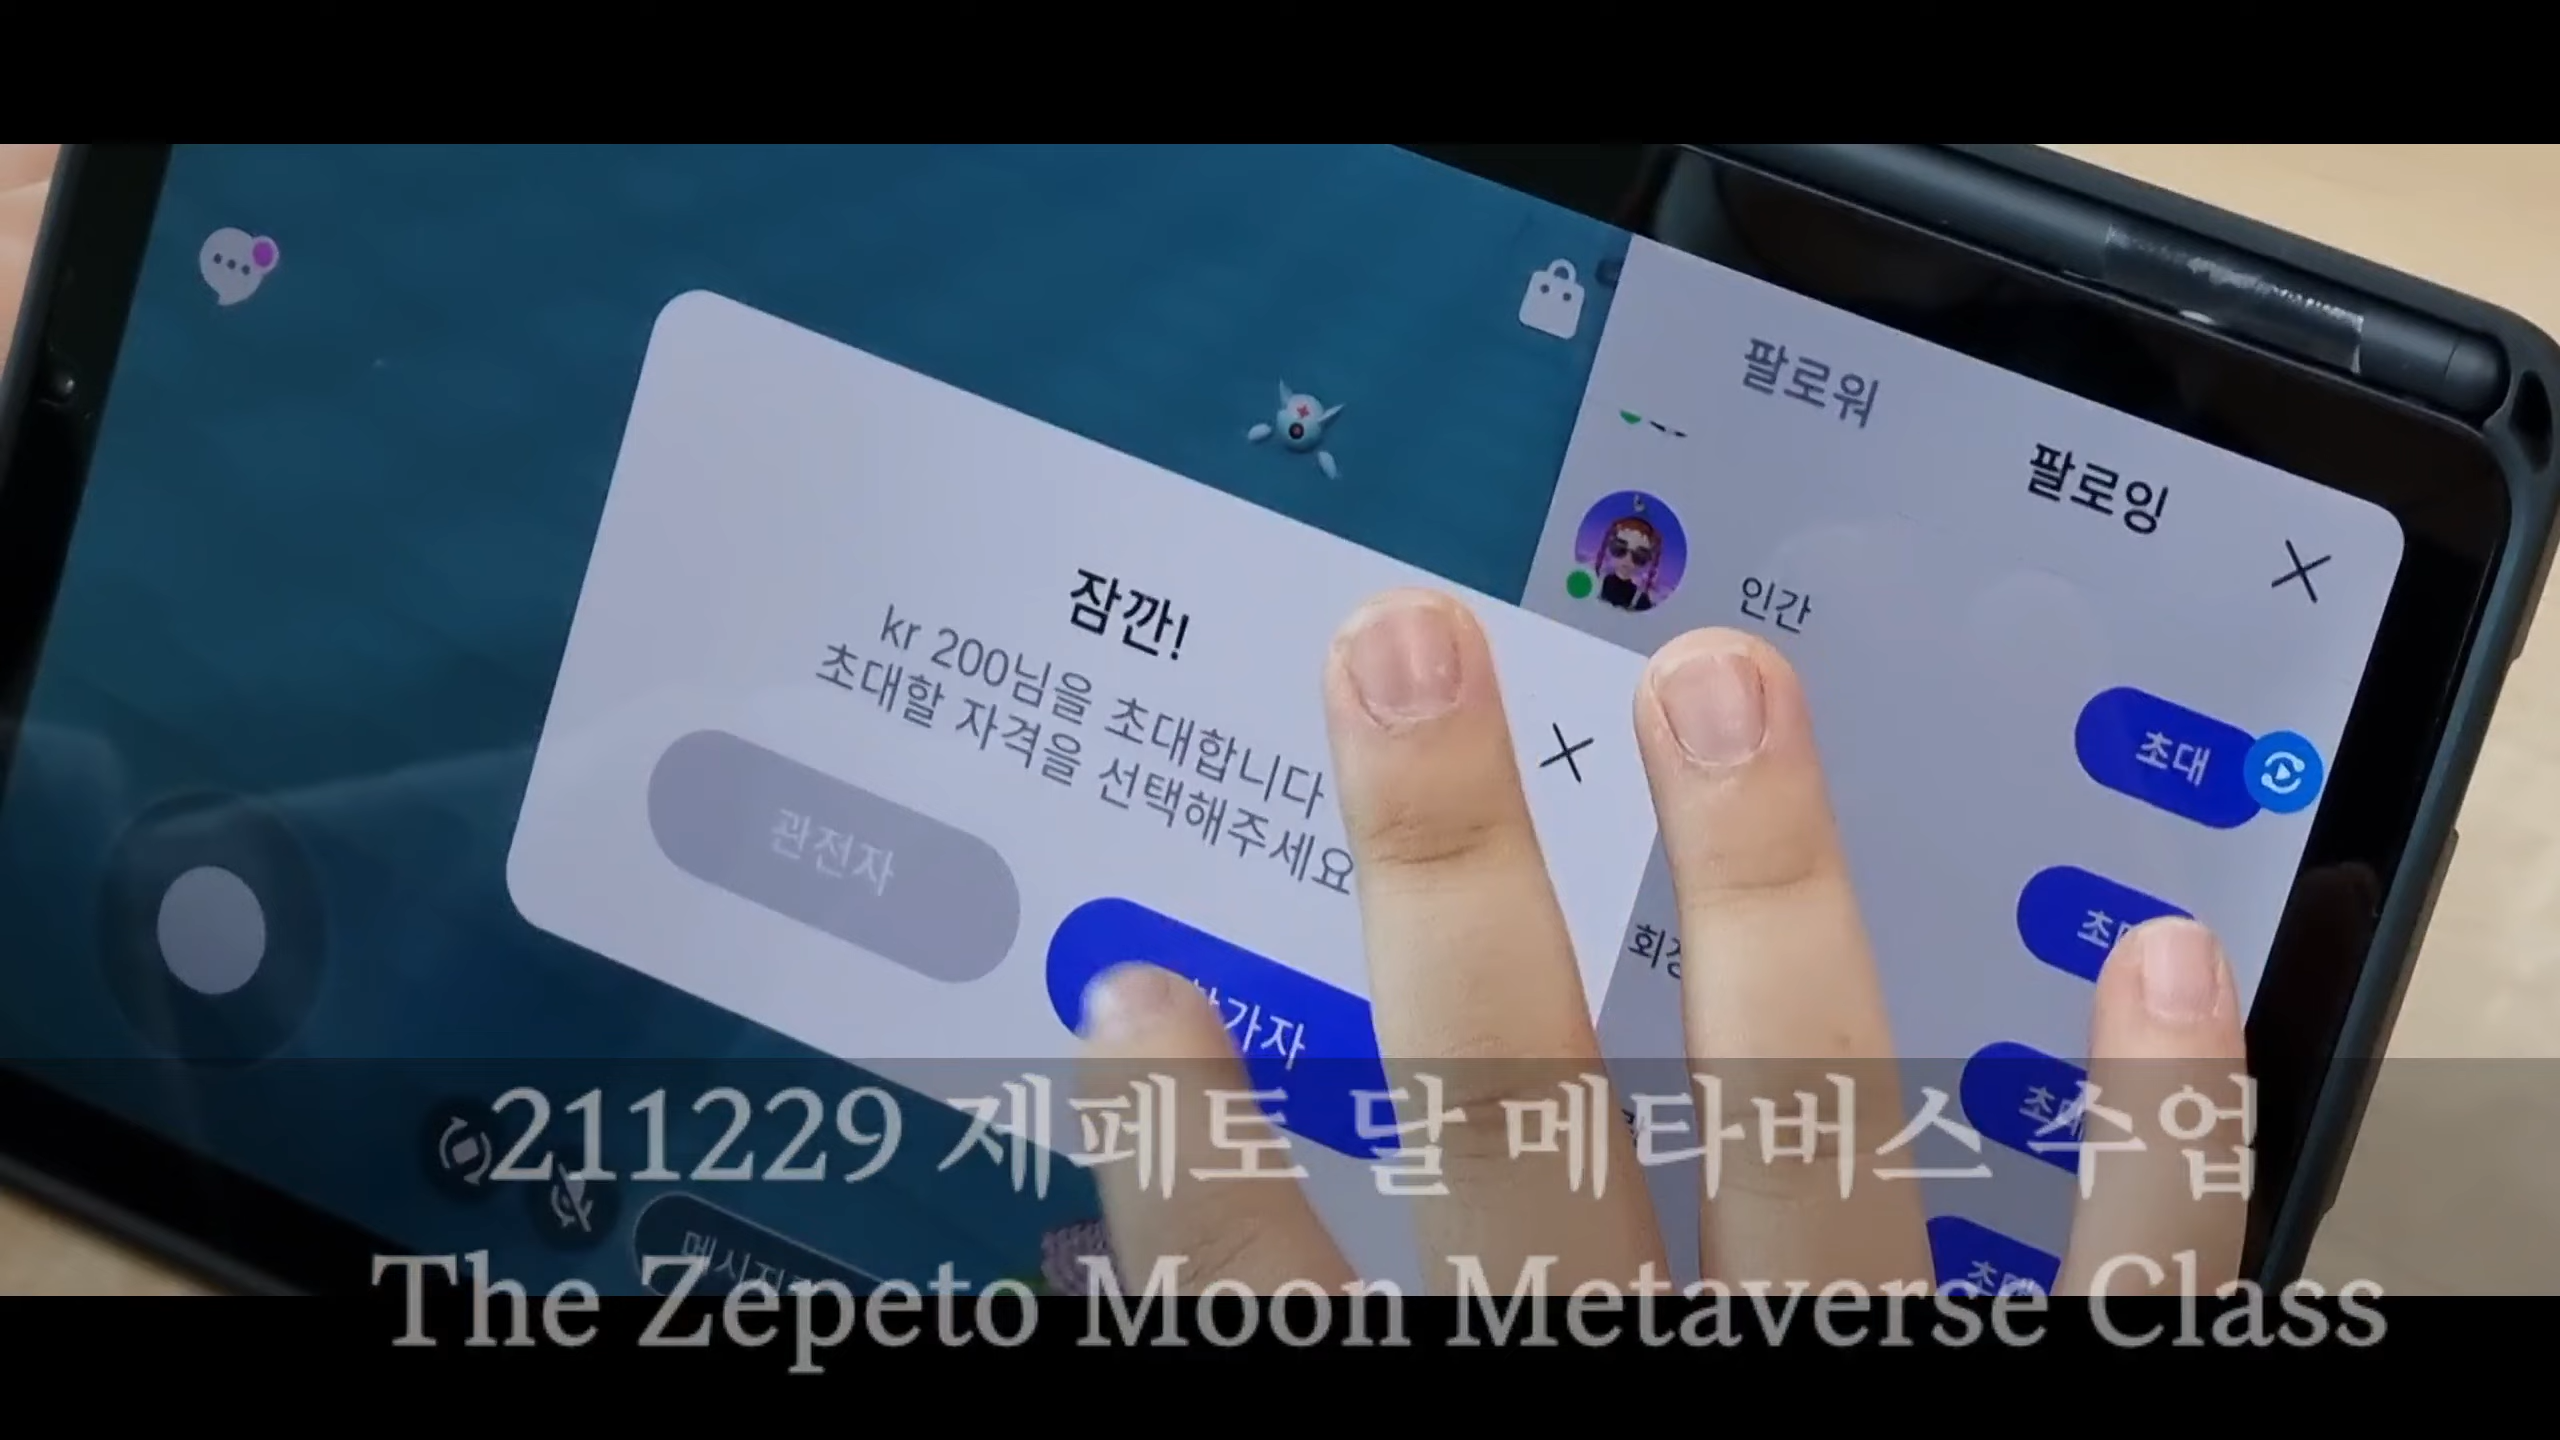 팔로워
팔로잉
인간
잠깐!
kr 200님을 초대합니다
초대할 자격을 선택해주세요
관전자
초대
211229 제페토 달 메타버스 수업
The Zepeto Moon Metaverse Class